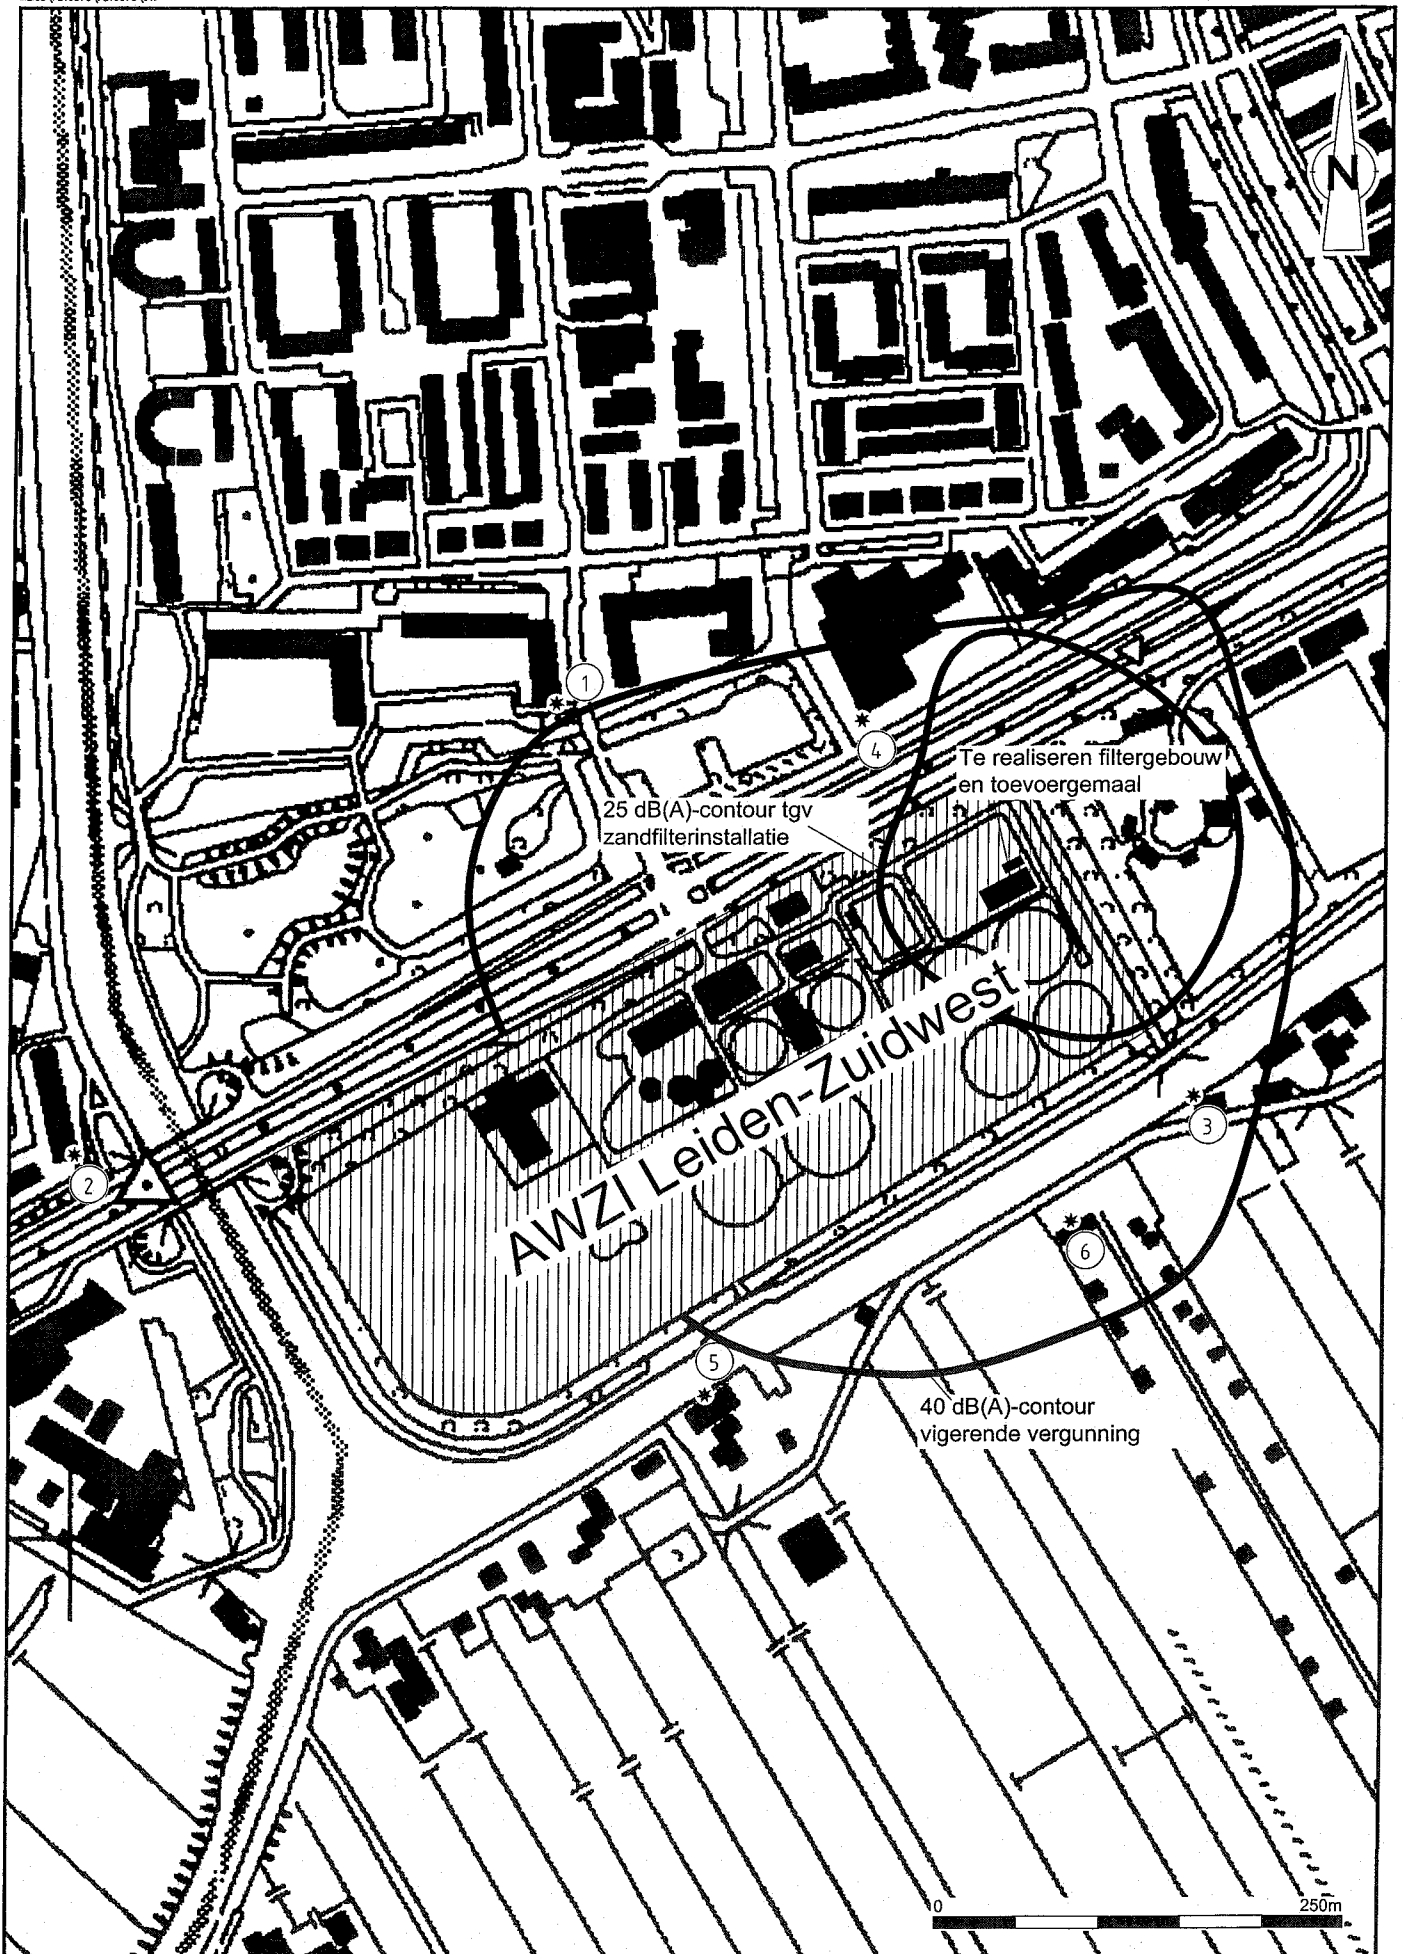 N
1
4
Te realiseren filtergebouw
en toevoergemaal
25 dB(A)-contour tgv
zandfilterinstallatie
AWZI Leiden-Zuidwest
3
2
6
5
40 dB(A)-contour
vigerende vergunning
0
250m